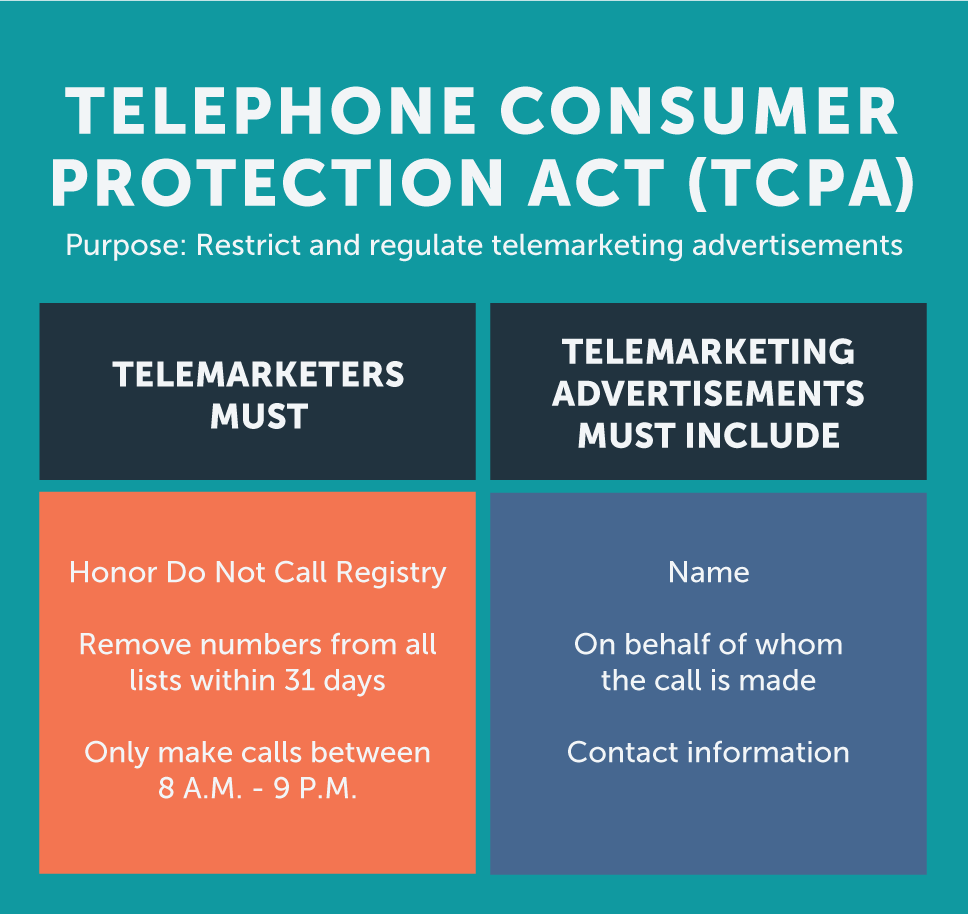 TELEPHONE CONSUMER
PROTECTION ACT (TCPA)
Purpose: Restrict and regulate telemarketing advertisements
TELEMARKETERS
MUST
TELEMARKETING
ADVERTISEMENTS
MUST INCLUDE
Honor Do Not Call Registry
Remove numbers from all
lists within 31 days
Only make calls between
8 A.M. - 9 P.M.
Name
On behalf of whom
the call is made
Contact information